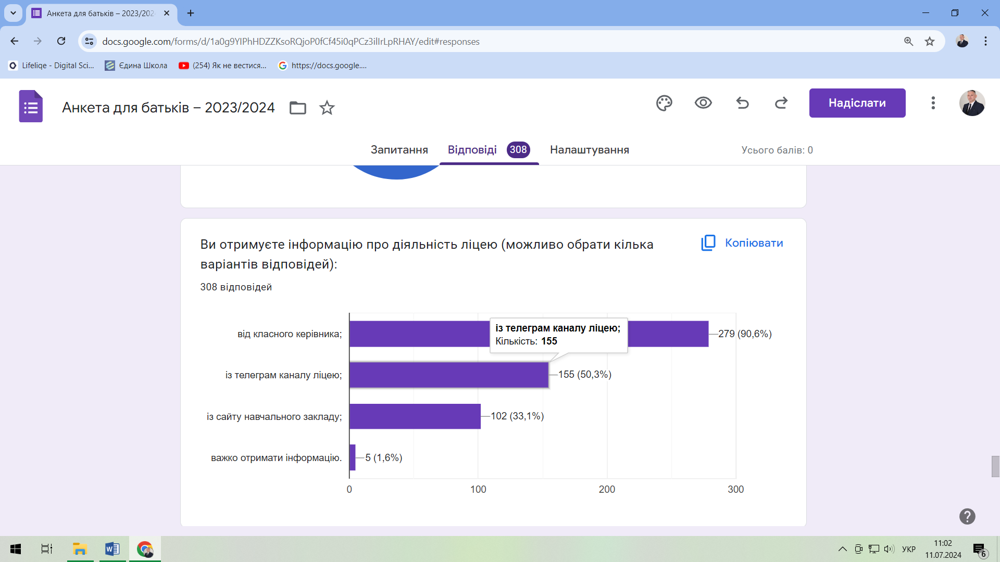 Анкета для батьків – 2023/202
docs.google.com/forms/d/1a0g9YIPhHDZZKsoRQjoP0fCf45i0qPCz3ilIrLpRHAY/edit#responses
Lifeliqe - Digital Sci...
Єдина Школа
(254) Як не вестися...
https://docs.google....
Анкета для батьків – 2023/2024
Надіслати
Запитання
Відповіді 308
Налаштування
Усього балів: 0
Ви отримуєте інформацію про діяльність ліцею (можливо обрати кілька
варіантів відповідей):
Копіювати
308 відповідей
від класного керівника;
279 (90,6%)
із телеграм каналу ліцею;
Кількість: 155
із телеграм каналу ліцею;
155 (50,3%)
із сайту навчального закладу;
102 (33,1%)
важко отримати інформацію.
5 (1,6%)
0
100
200
300
УКР
11:02
11.07.2024
6